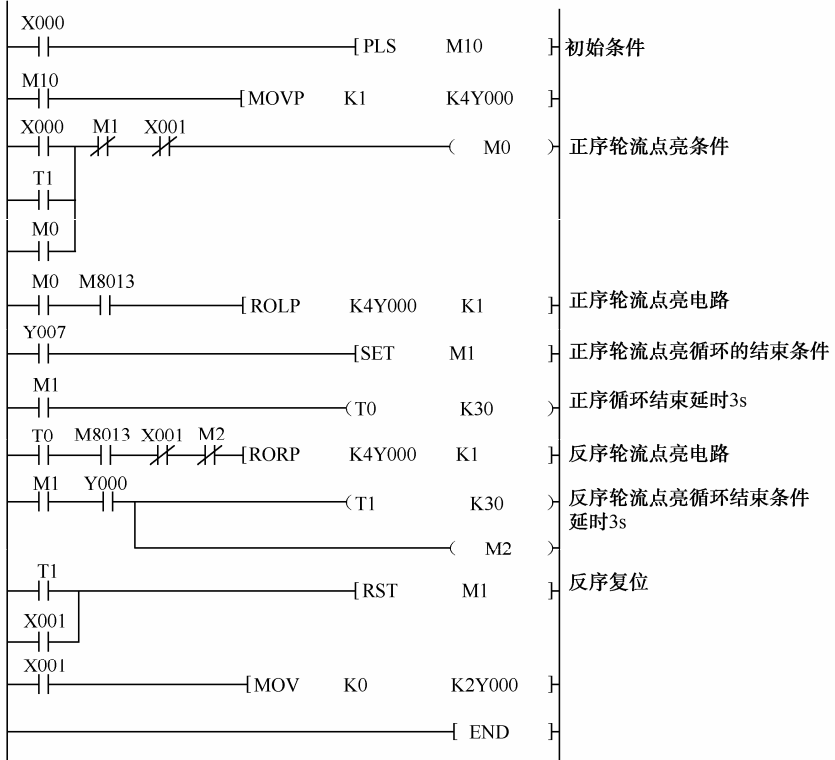 X000
PLS M10 初始条件
M10
MOVP K1 K4Y000
X000 M1 X001
M0 正序轮流点亮条件
T1
M0
M0 M8013
ROLP K4Y000 K1 正序轮流点亮电路
Y007
SET M1 正序轮流点亮循环的结束条件
M1
T0 K30 正序循环结束延时3s
T0 M8013 X001 M2
RORP K4Y000 K1 反序轮流点亮电路
M1 Y000
T1 K30 反序轮流点亮循环结束条件
延时3s
M2
T1
RST M1 反序复位
X001
X001
MOV K0 K2Y000
END